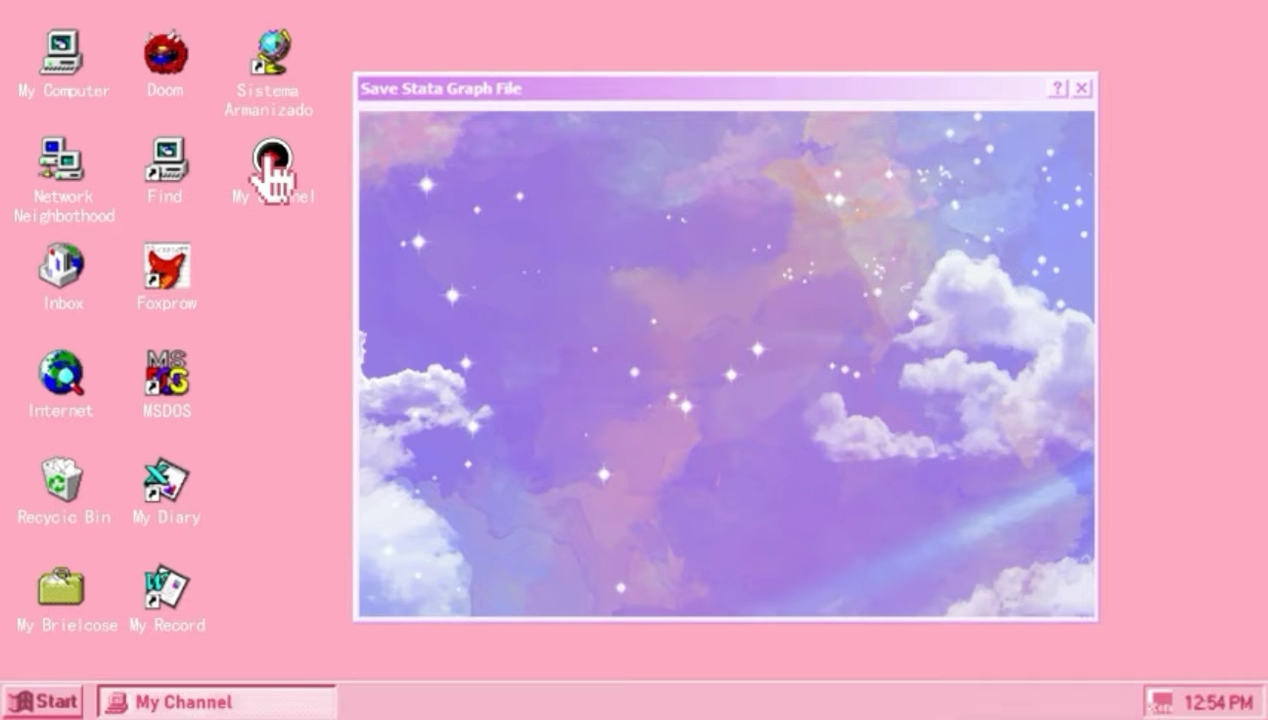 My Computer
Doom
Sistema
Armanizado
Network
Neighbothood
Find
My
Inbox
Foxprow
Internet
MSDOS
Recycic Bin
My Diary
My Brielcose
My Record
Save Stata Graph File
Start
My Channel
12:54 PM